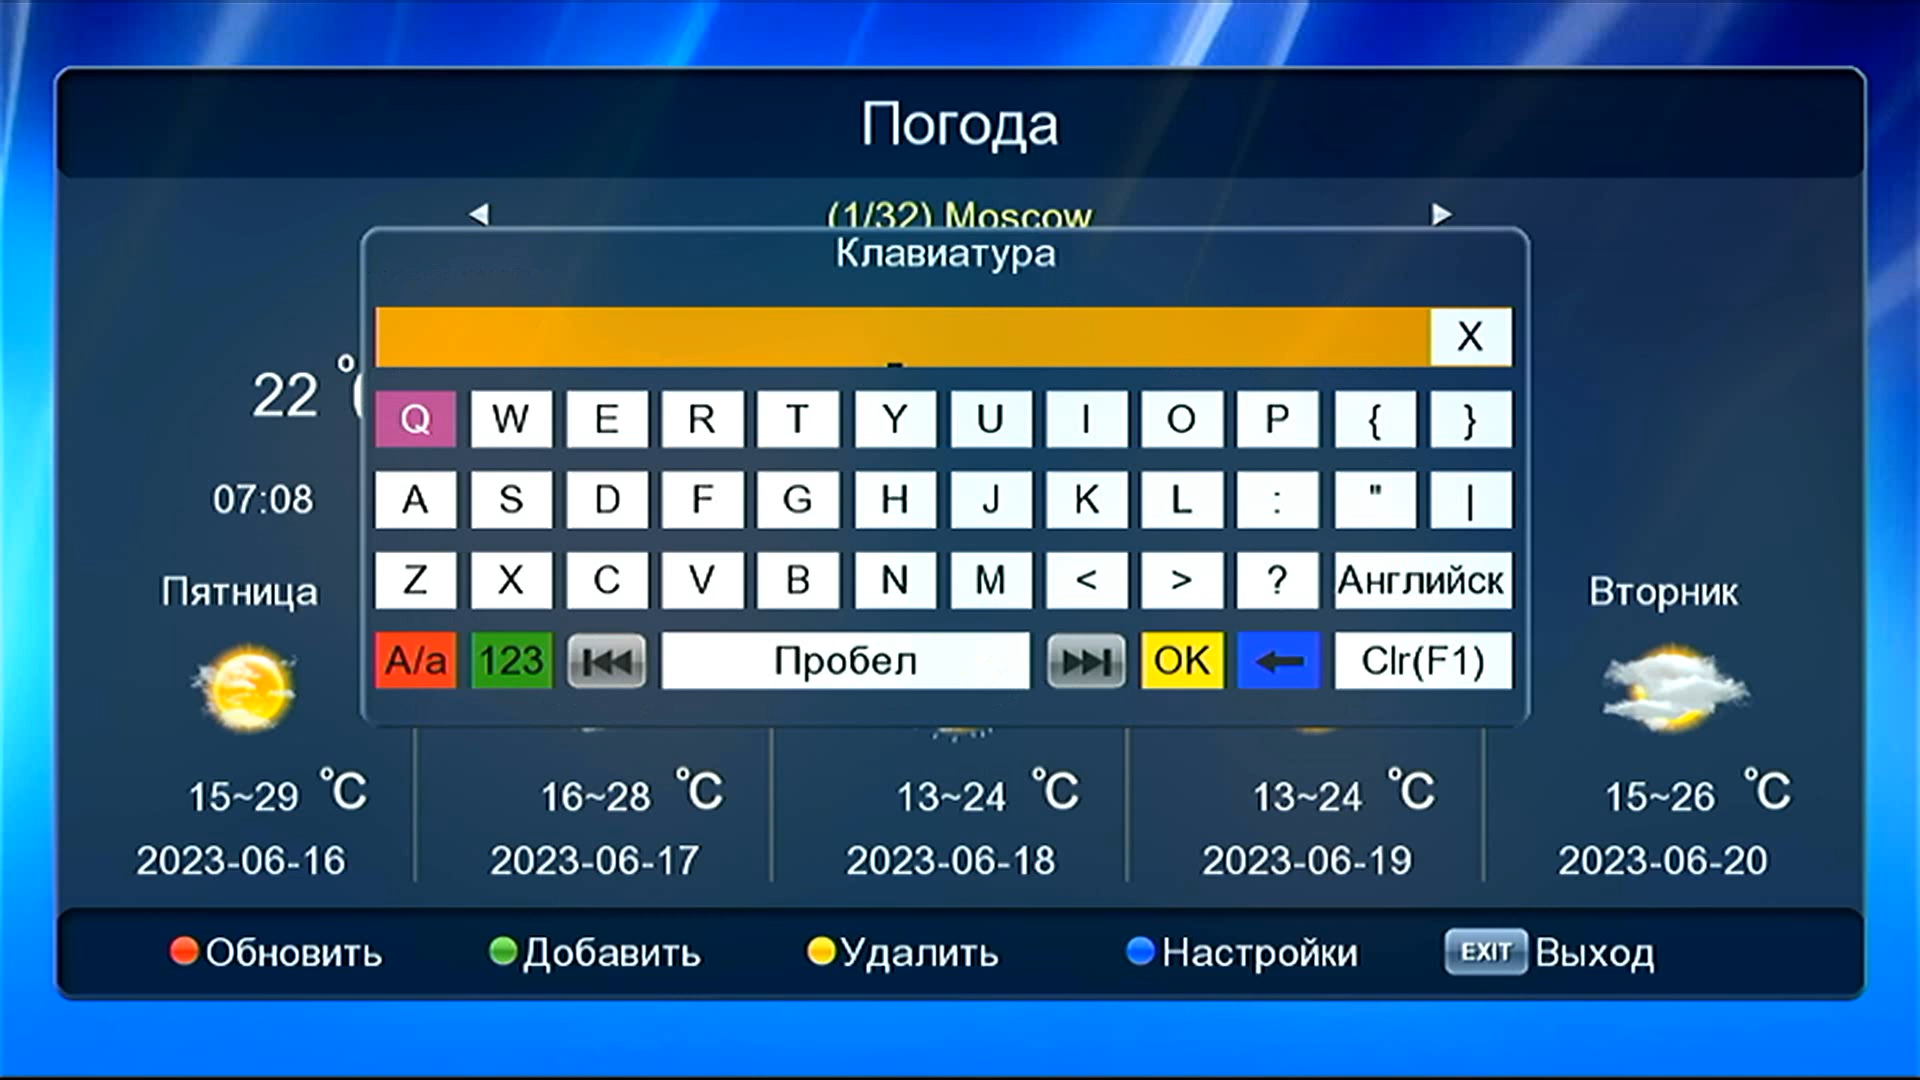 Погода
(1/32) Moscow
Клавиатура
X
22 °
Q W E R T Y U I O P { }
07:08
A S D F G H J K L : " |
Пятница
Z X C V B N M < > ? Английск
Вторник
A/a 123 Пробел OK Clr(F1)
15~29 °C 16~28 °C 13~24 °C 13~24 °C 15~26 °C
2023-06-16 2023-06-17 2023-06-18 2023-06-19 2023-06-20
Обновить Добавить Удалить Настройки EXIT Выход